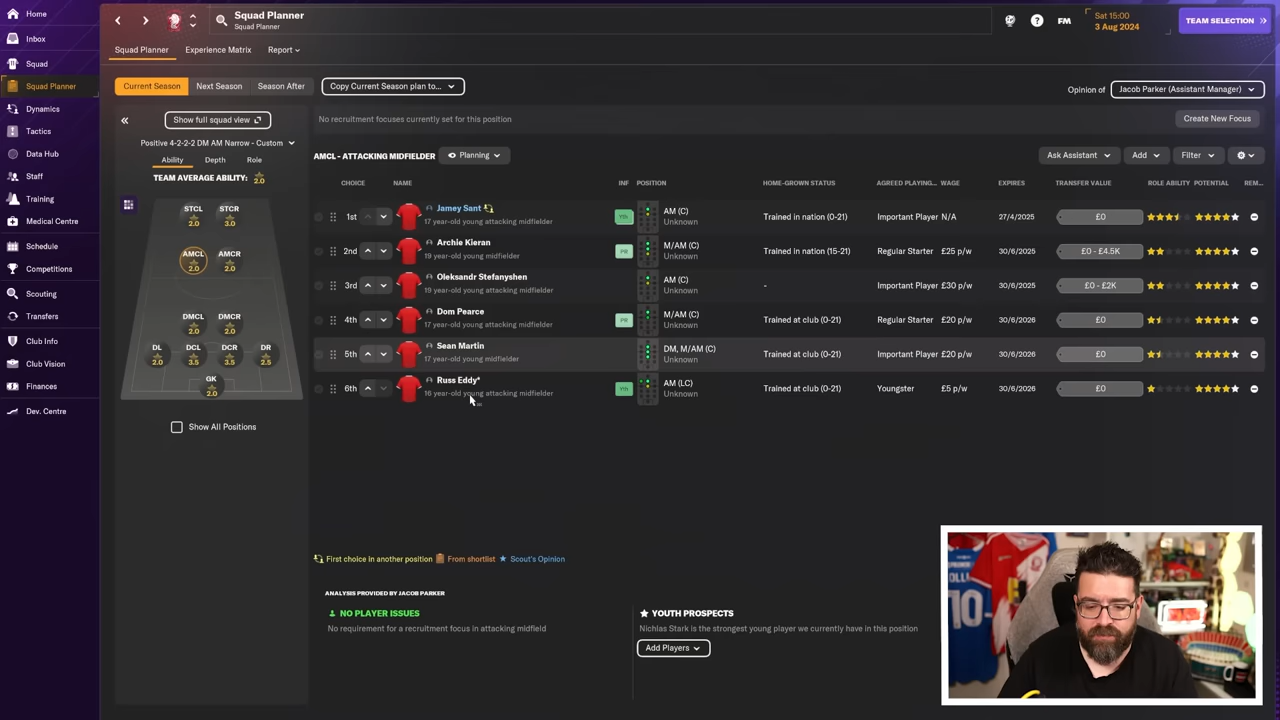 Home
Inbox
Squad
Squad Planner
Dynamics
Tactics
Data Hub
Staff
Training
Medical Centre
Schedule
Competitions
Scouting
Transfers
Club Info
Club Vision
Finances
Dev. Centre
Squad Planner
Squad Planner
FM
Sat 15:00
3 Aug 2024
TEAM SELECTION
Squad Planner Experience Matrix Report
Current Season Next Season Season After Copy Current Season plan to...
Opinion of Jacob Parker (Assistant Manager)
Show full squad view
Positive 4-2-2-2 DM AM Narrow - Custom
Ability Depth Role
TEAM AVERAGE ABILITY: 2.0
STCL STCR
2.0 3.0
AMCL AMCR
2.0 2.0
DMCL DMCR
2.0 2.0
DL DCL DCR DR
2.0 3.5 3.5 2.5
GK
2.0
Show All Positions
No recruitment focuses currently set for this position
Create New Focus
AMCL - ATTACKING MIDFIELDER Planning
Ask Assistant Add Filter
CHOICE NAME INF POSITION HOME-GROWN STATUS AGREED PLAYING... WAGE EXPIRES TRANSFER VALUE ROLE ABILITY POTENTIAL REM...
1st Jamey Sant Yth AM (C) Trained in nation (0-21) Important Player N/A 27/4/2025 £0
17 year-old young attacking midfielder Unknown
2nd Archie Kieran PR M/AM (C) Trained in nation (15-21) Regular Starter £25 p/w 30/6/2025 £0 - £4.5K
19 year-old young midfielder Unknown
3rd Oleksandr Stefanyshen AM (C) - Important Player £30 p/w 30/6/2025 £0 - £2K
19 year-old young attacking midfielder Unknown
4th Dom Pearce PR M/AM (C) Trained at club (0-21) Regular Starter £20 p/w 30/6/2026 £0
17 year-old young attacking midfielder Unknown
5th Sean Martin DM, M/AM (C) Trained at club (0-21) Important Player £20 p/w 30/6/2026 £0
17 year-old young midfielder Unknown
6th Russ Eddy* Yth AM (LC) Trained at club (0-21) Youngster £5 p/w 30/6/2026 £0
16 year-old young attacking midfielder Unknown
First choice in another position From shortlist Scout's Opinion
ANALYSIS PROVIDED BY JACOB PARKER
NO PLAYER ISSUES
No requirement for a recruitment focus in attacking midfield
YOUTH PROSPECTS
Nichlas Stark is the strongest young player we currently have in this position
Add Players
10